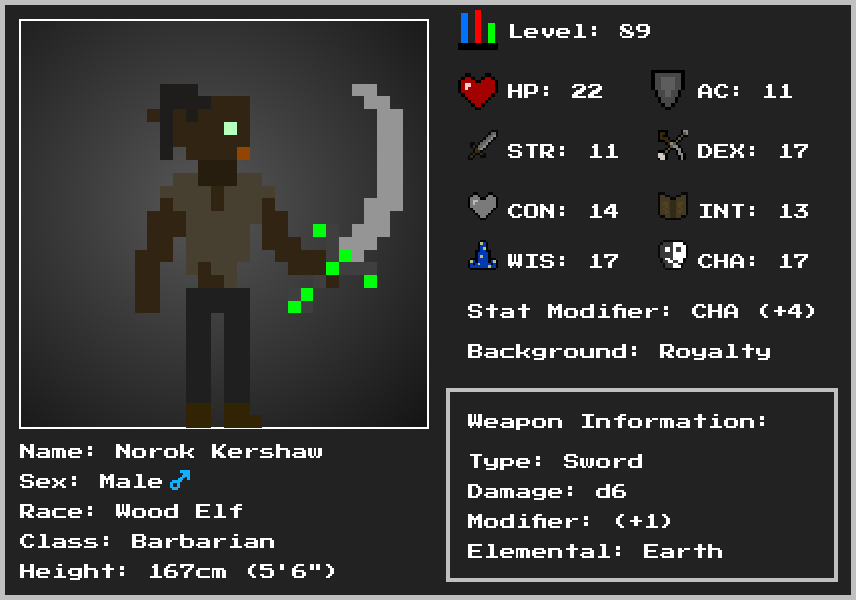 Level: 89
HP: 22
AC: 11
STR: 11
DEX: 17
CON: 14
INT: 13
WIS: 17
CHA: 17
Stat Modifier: CHA (+4)
Background: Royalty
Name: Norok Kershaw
Sex: Male ♂
Race: Wood Elf
Class: Barbarian
Height: 167cm (5'6")
Weapon Information:
Type: Sword
Damage: d6
Modifier: (+1)
Elemental: Earth